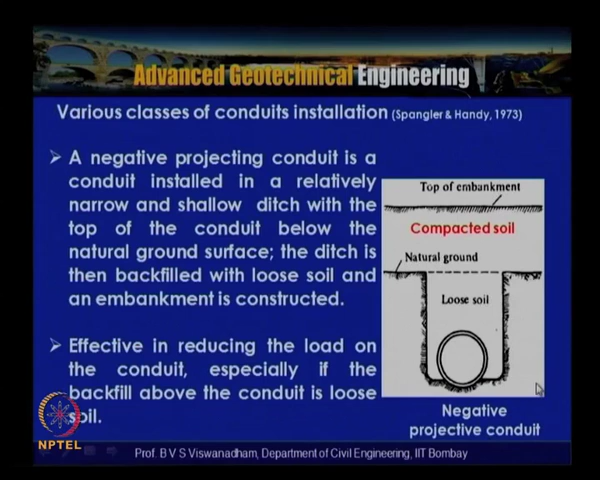 Advanced Geotechnical Engineering
Various classes of conduits installation (Spangler & Handy, 1973)
➢ A negative projecting conduit is a
conduit installed in a relatively
narrow and shallow ditch with the
top of the conduit below the
natural ground surface; the ditch is
then backfilled with loose soil and
an embankment is constructed.
➢ Effective in reducing the load on
the conduit, especially if the
backfill above the conduit is loose
soil.
Top of embankment
Compacted soil
Natural ground
Loose soil
Negative
projective conduit
NPTEL
Prof. B V S Viswanadham, Department of Civil Engineering, IIT Bombay